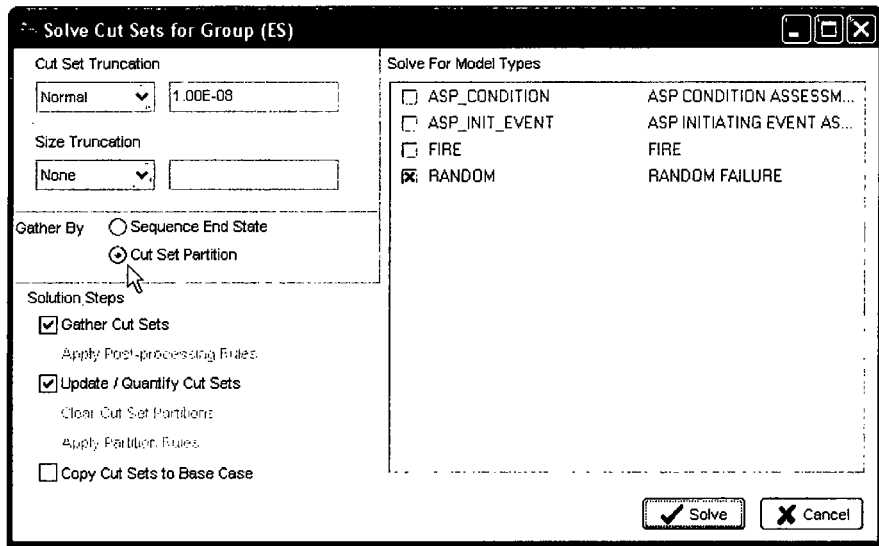 Solve Cut Sets for Group (ES)
Cut Set Truncation
Normal 1.00E-08
Size Truncation
None
Gather By Sequence End State
Cut Set Partition
Solution Steps
Gather Cut Sets
Apply Post-processing Rules
Update / Quantify Cut Sets
Clear Cut Set Partitions
Apply Partition Rules
Copy Cut Sets to Base Case
Solve For Model Types
ASP_CONDITION ASP CONDITION ASSESSM...
ASP_INIT_EVENT ASP INITIATING EVENT AS...
FIRE FIRE
RANDOM RANDOM FAILURE
Solve Cancel